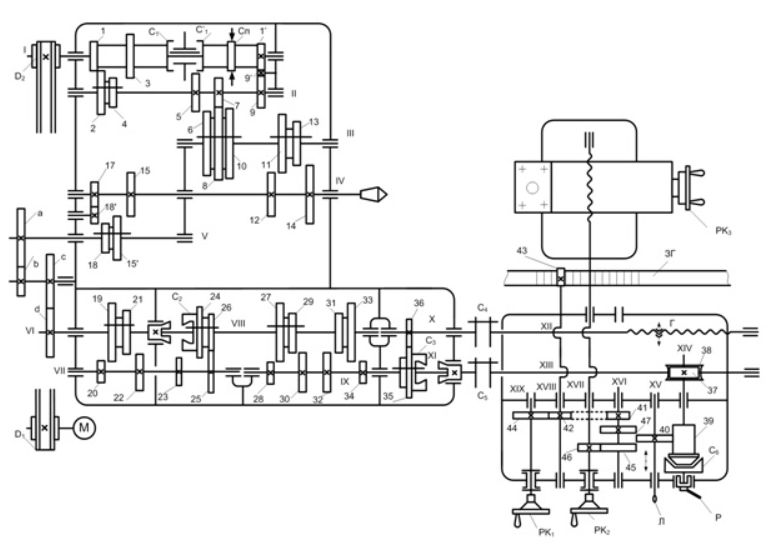 1 C₁ C'₁ Cп 1'
I
D₂
3
9'
5 7 9 II
2 4
6 13
III
11
8 10
17 15
IV
18'
12 14
a
V
18 15'
b c
43 ЗГ
РК₃
19 21 C₂ 24 26 27 29 31 33 36 C₄
d
VI VIII X XII Г
C₃
XI
XIV 38
VII IX XIII
37
20 22 23 25 28 30 32 34 35 C₅
XIX XVIII XVII XVI XV
41
47
44 42 40 39
46 45 C₆
D₁ M
РК₁ РК₂ Л Р